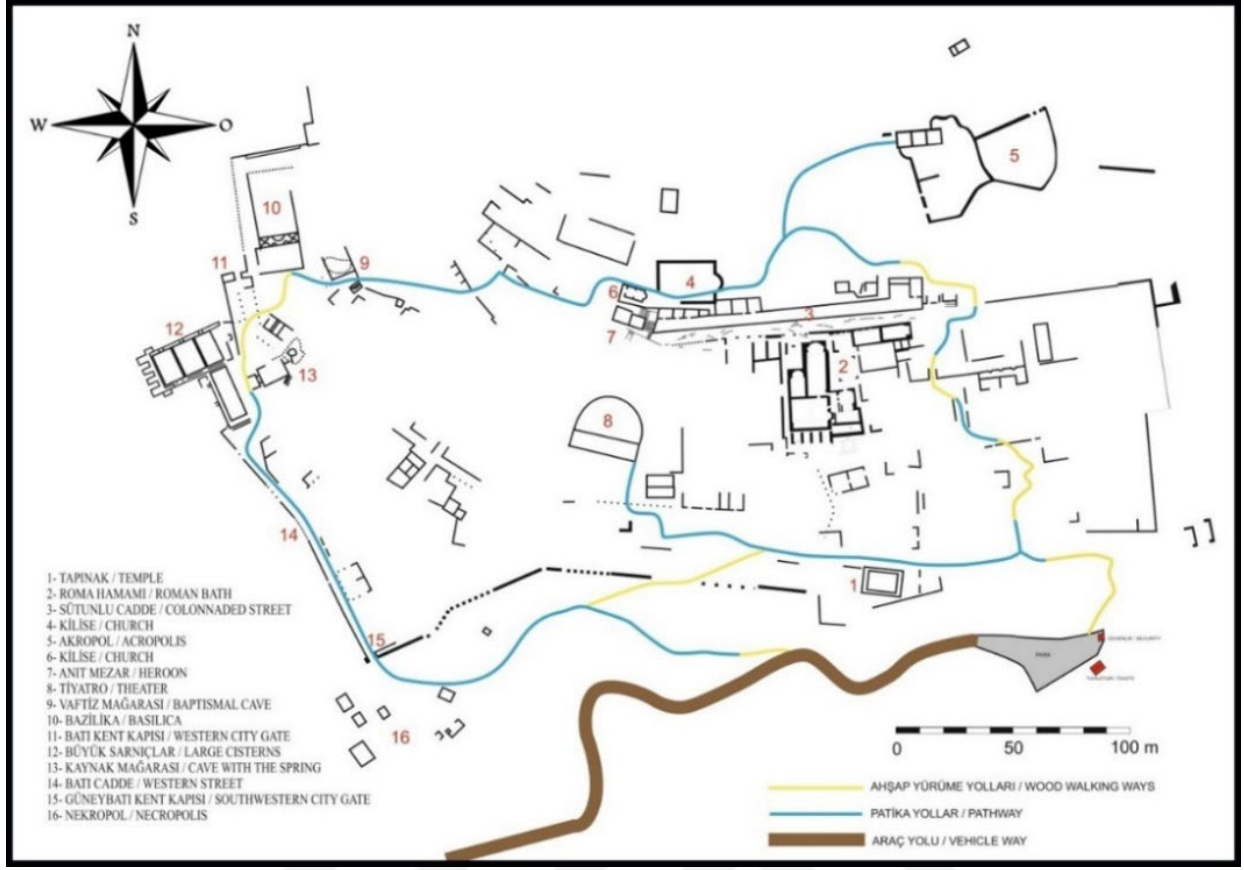 N
W
O
S
5
10
11
9
4
6
3
12
7
13
2
8
14
1
15
16
PARK
GÜVENLİK / SECURITY
1- TAPINAK / TEMPLE
2- ROMA HAMAMI / ROMAN BATH
3- SÜTUNLU CADDE / COLONNADED STREET
4- KİLİSE / CHURCH
5- AKROPOL / ACROPOLIS
6- KİLİSE / CHURCH
7- ANIT MEZAR / HEROON
8- TİYATRO / THEATER
9- VAFTİZ MAĞARASI / BAPTISMAL CAVE
10- BAZİLİKA / BASILICA
11- BATI KENT KAPISI / WESTERN CITY GATE
12- BÜYÜK SARNIÇLAR / LARGE CISTERNS
13- KAYNAK MAĞARASI / CAVE WITH THE SPRING
14- BATI CADDE / WESTERN STREET
15- GÜNEYBATI KENT KAPISI / SOUTHWESTERN CITY GATE
16- NEKROPOL / NECROPOLIS
0 50 100 m
AHŞAP YÜRÜME YOLLARI / WOOD WALKING WAYS
PATİKA YOLLAR / PATHWAY
ARAÇ YOLU / VEHICLE WAY